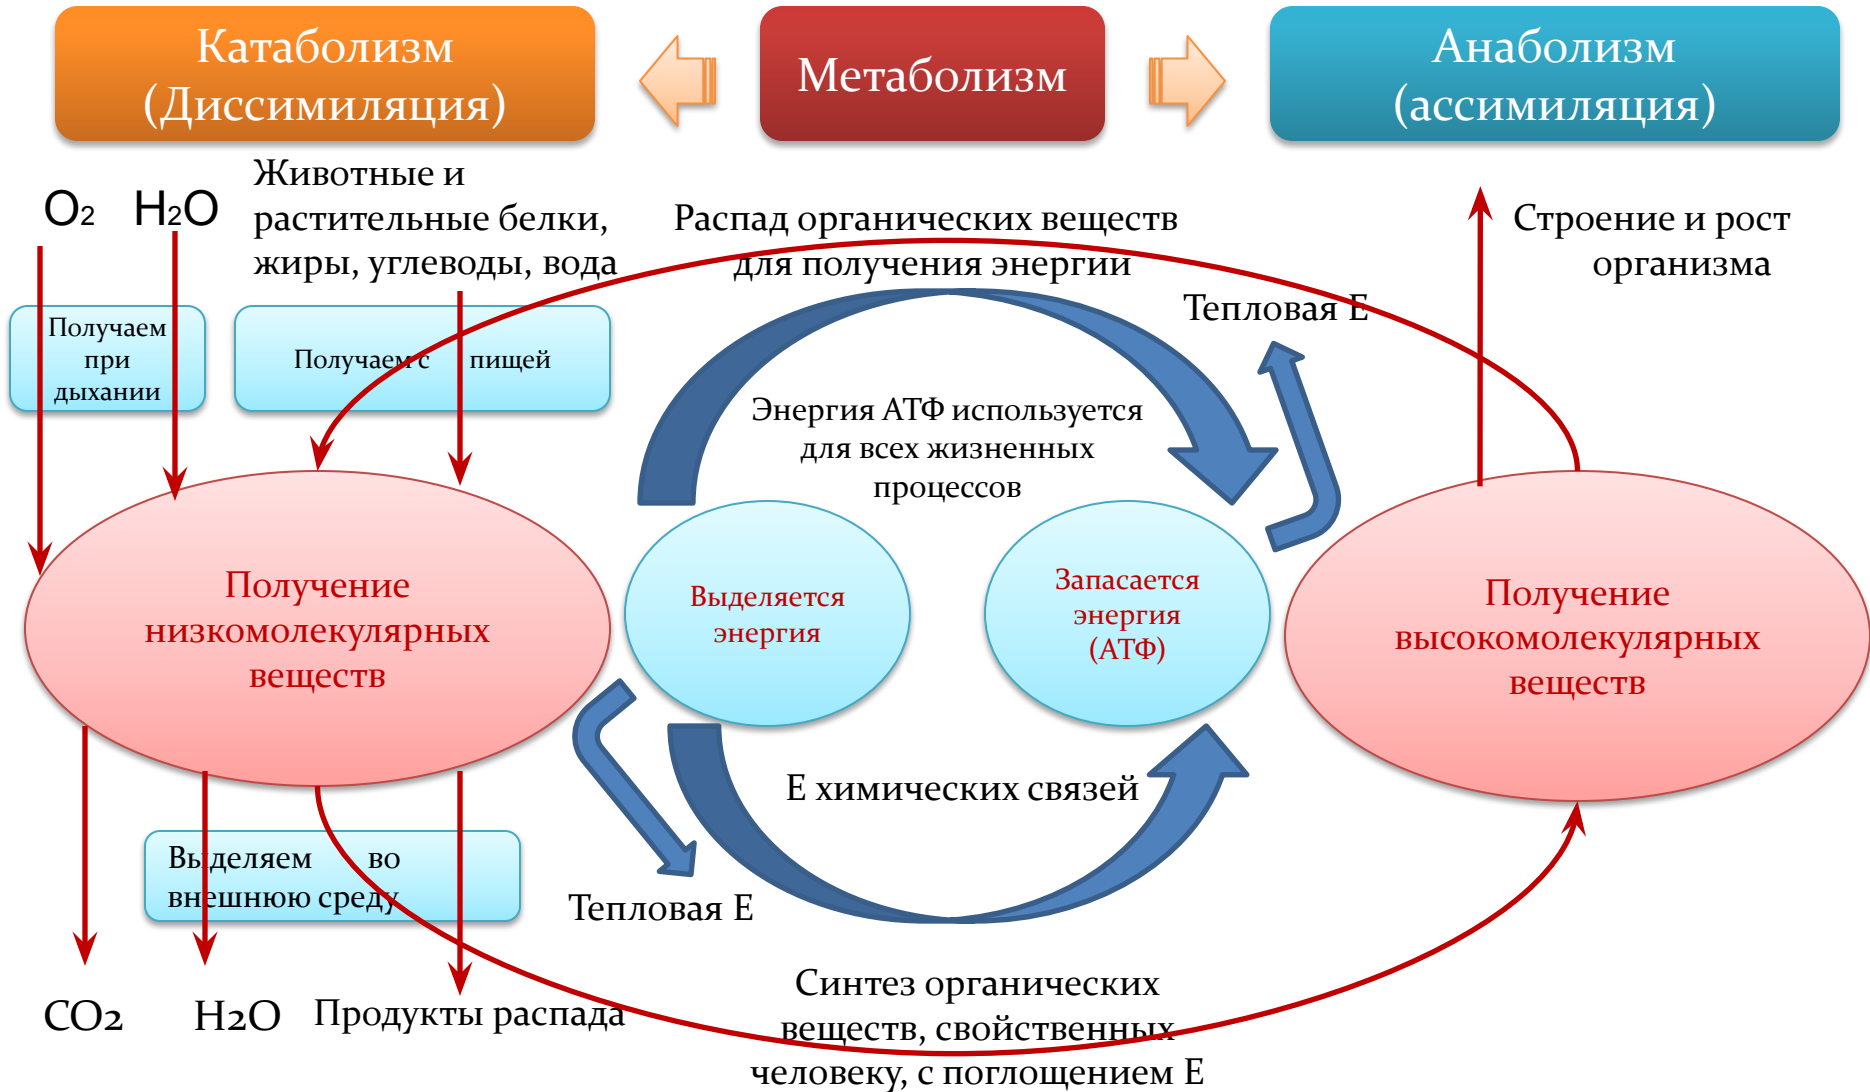 Катаболизм
(Диссимиляция)
Метаболизм
Анаболизм
(ассимиляция)
O2
H2O
Животные и
растительные белки,
жиры, углеводы, вода
Распад органических веществ
для получения энергии
Строение и рост
организма
Тепловая Е
Получаем
при
дыхании
Получаем с пищей
Энергия АТФ используется
для всех жизненных
процессов
Получение
низкомолекулярных
веществ
Выделяется
энергия
Запасается
энергия
(АТФ)
Получение
высокомолекулярных
веществ
Е химических связей
Выделяем во
внешнюю среду
Тепловая Е
СО2
Н2О
Продукты распада
Синтез органических
веществ, свойственных
человеку, с поглощением Е